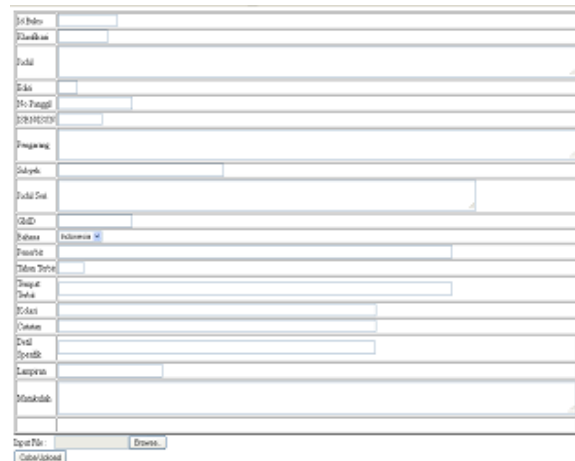 Id Buku
Klasifikasi
Judul
Edisi
No Panggil
ISBN/ISSN
Pengarang
Subyek
Judul Seri
GMD
Bahasa
Indonesia
Penerbit
Tahun Terbit
Tempat
Terbit
Kolasi
Catatan
Detil
Spesifik
Lampiran
Matakuliah
Input File :
Browse...
Coba Upload